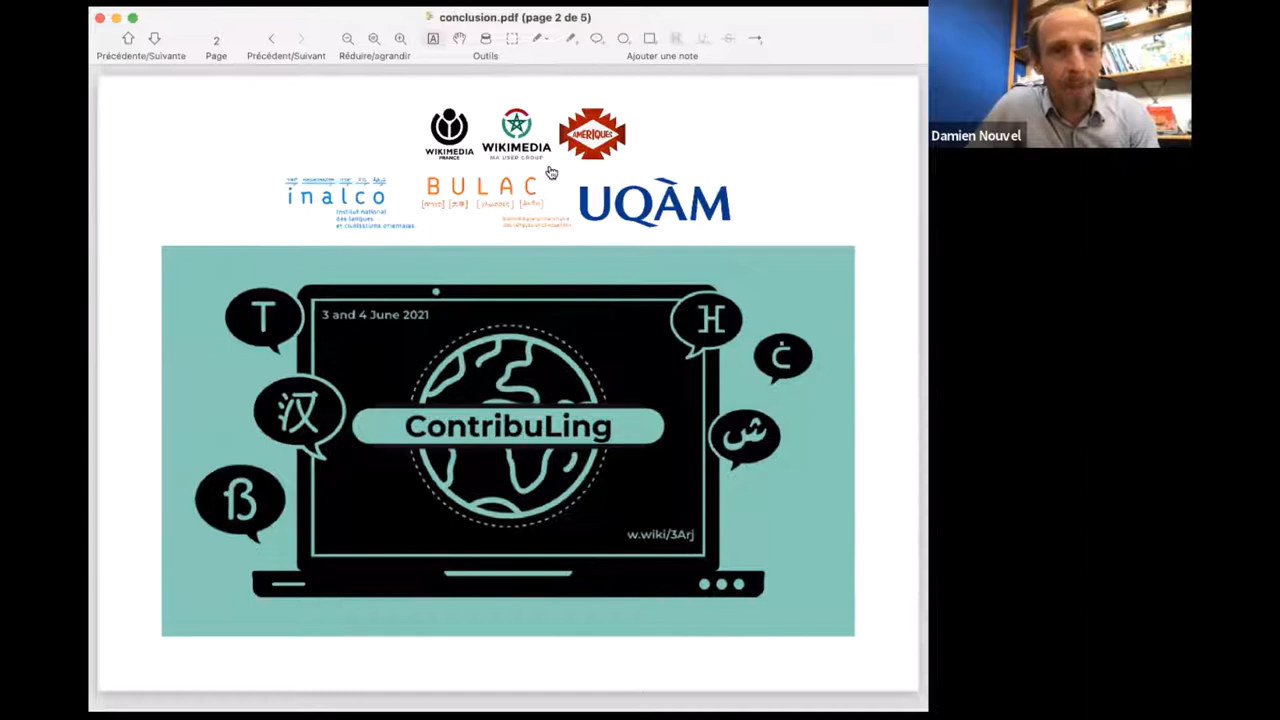 conclusion.pdf (page 2 de 5)
2
Précédente/Suivante
Page
Précédent/Suivant
Réduire/agrandir
Outils
Ajouter une note
Damien Nouvel
WIKIMEDIA
FRANCE
WIKIMEDIA
MA USER GROUP
AMÉRIQUES
inalco
Institut national
des langues
et civilisations orientales
BULAC
UQÀM
3 and 4 June 2021
T
汉
ß
H
ش
ContribuLing
w.wiki/3Arj